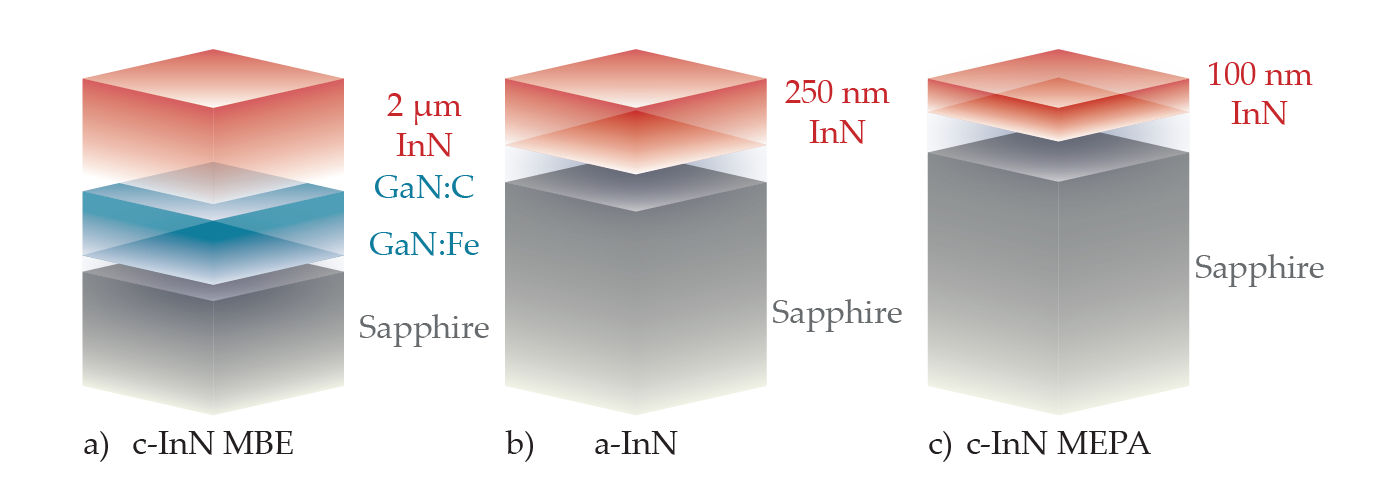 2 µm
InN
GaN:C
GaN:Fe
Sapphire
a) c-InN MBE
250 nm
InN
Sapphire
b) a-InN
100 nm
InN
Sapphire
c) c-InN MEPA